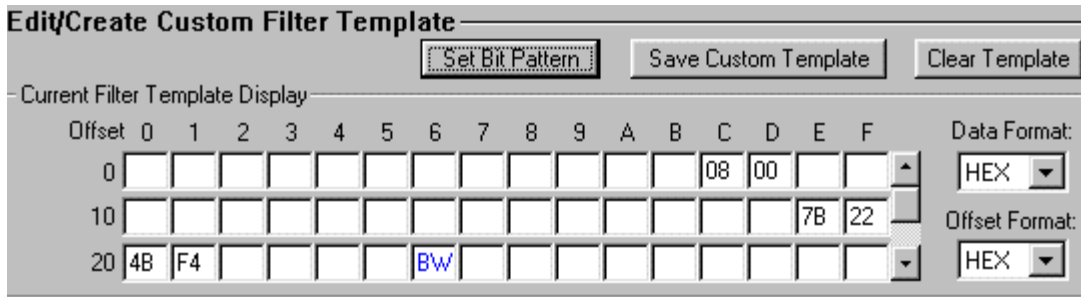 Edit/Create Custom Filter Template
Set Bit Pattern Save Custom Template Clear Template
Current Filter Template Display
Offset 0 1 2 3 4 5 6 7 8 9 A B C D E F Data Format:
0 08 00 HEX
10 7B 22 Offset Format:
20 4B F4 BW HEX